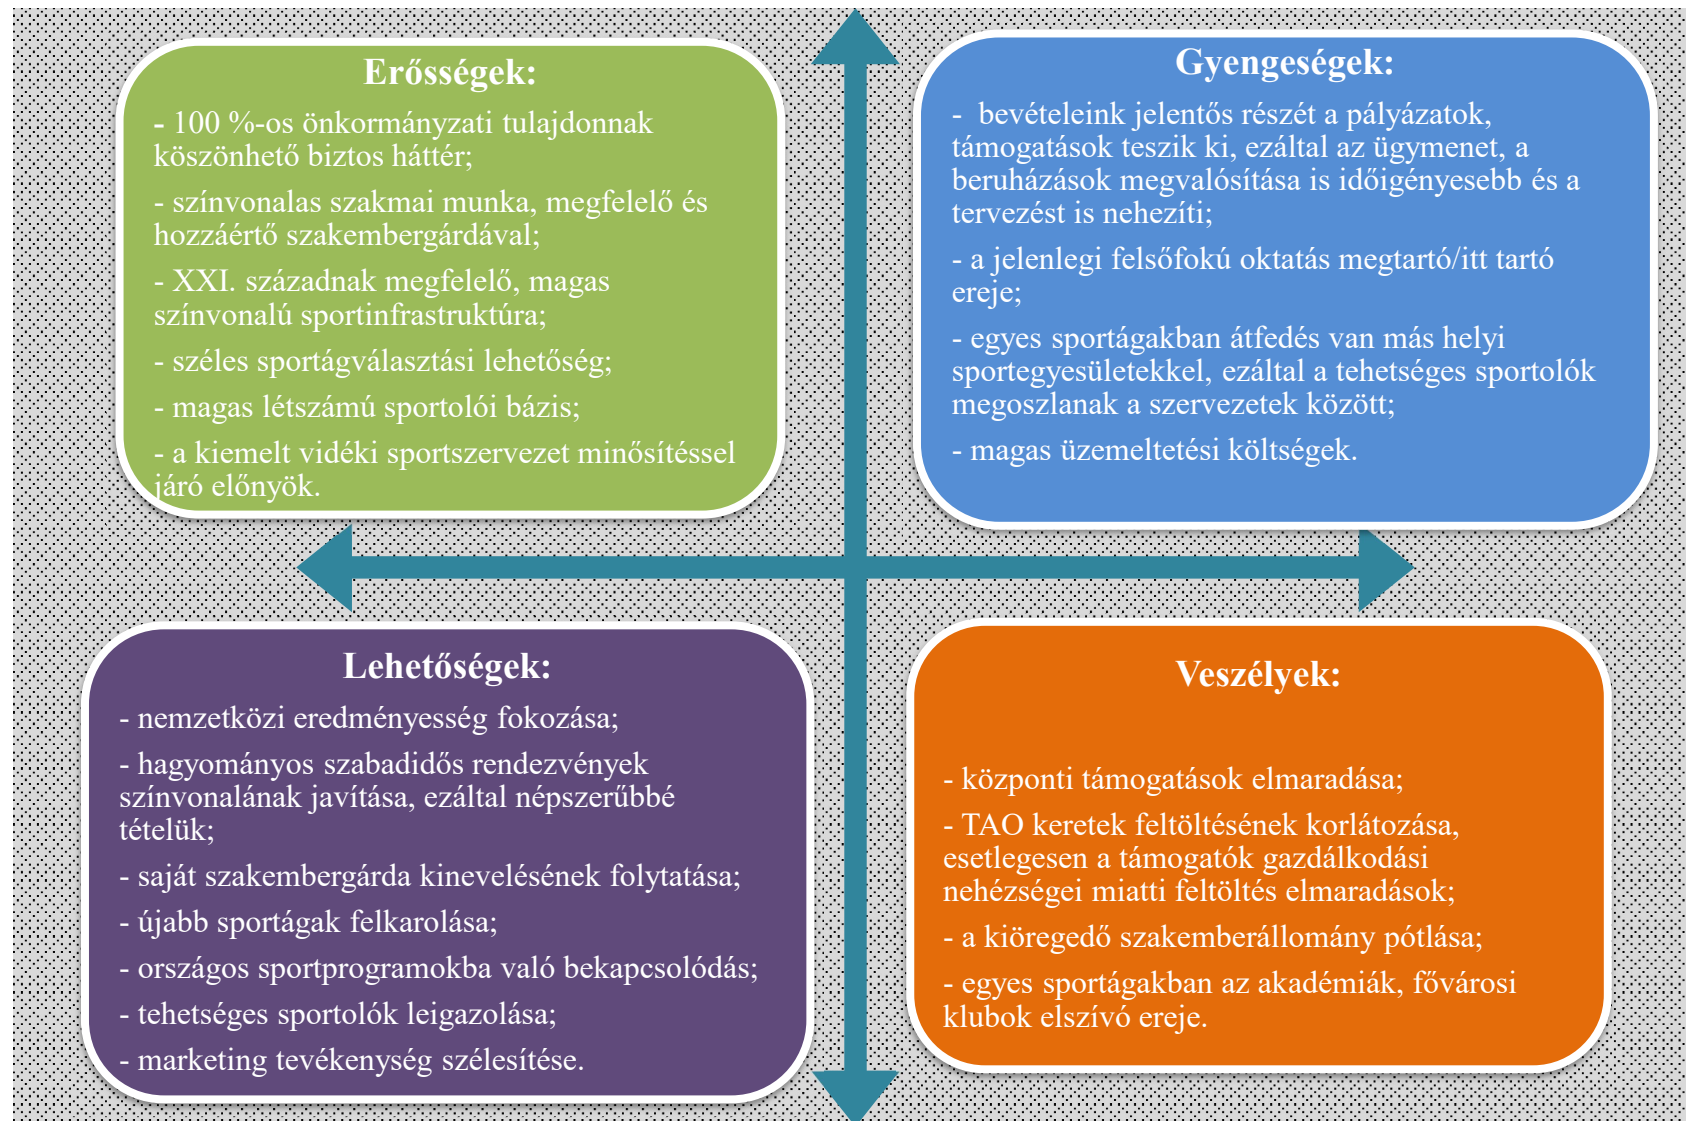 Erősségek:
- 100 %-os önkormányzati tulajdonnak
köszönhető biztos háttér;
- színvonalas szakmai munka, megfelelő és
hozzáértő szakembergárdával;
- XXI. századnak megfelelő, magas
színvonalú sportinfrastruktúra;
- széles sportágválasztási lehetőség;
- magas létszámú sportolói bázis;
- a kiemelt vidéki sportszervezet minősítéssel
járó előnyök.
Gyengeségek:
- bevételeink jelentős részét a pályázatok,
támogatások teszik ki, ezáltal az ügymenet, a
beruházások megvalósítása is időigényesebb és a
tervezést is nehezíti;
- a jelenlegi felsőfokú oktatás megtartó/itt tartó
ereje;
- egyes sportágakban átfedés van más helyi
sportegyesületekkel, ezáltal a tehetséges sportolók
megoszlanak a szervezetek között;
- magas üzemeltetési költségek.
Lehetőségek:
- nemzetközi eredményesség fokozása;
- hagyományos szabadidős rendezvények
színvonalának javítása, ezáltal népszerűbbé
tételük;
- saját szakembergárda kinevelésének folytatása;
- újabb sportágak felkarolása;
- országos sportprogramokba való bekapcsolódás;
- tehetséges sportolók leigazolása;
- marketing tevékenység szélesítése.
Veszélyek:
- központi támogatások elmaradása;
- TAO keretek feltöltésének korlátozása,
esetlegesen a támogatók gazdálkodási
nehézségei miatti feltöltés elmaradások;
- a kiöregedő szakemberállomány pótlása;
- egyes sportágakban az akadémiák, fővárosi
klubok elszívó ereje.